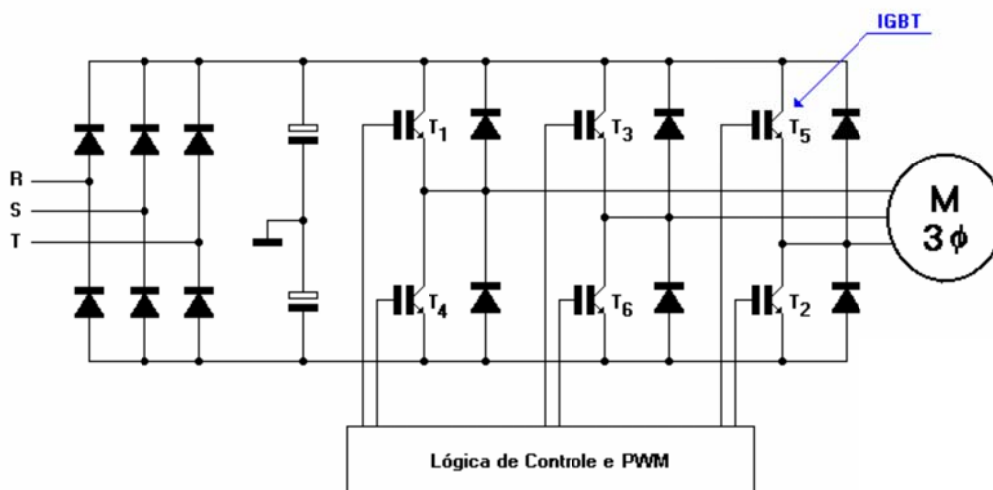 IGBT
T1
T3
T5
R
S
T
M
3ϕ
T4
T6
T2
Lógica de Controle e PWM